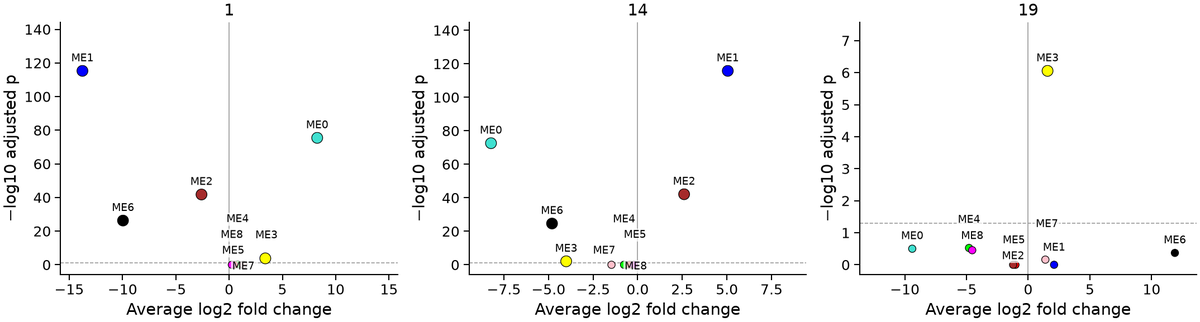 1
−log10 adjusted p
140
120
100
80
60
40
20
0
ME1
ME0
ME2
ME6
ME4
ME8
ME3
ME5
ME7
−15
−10
−5
0
5
10
15
Average log2 fold change
14
−log10 adjusted p
140
120
100
80
60
40
20
0
ME1
ME0
ME2
ME6
ME4
ME5
ME3
ME7
ME8
−7.5
−5.0
−2.5
0.0
2.5
5.0
7.5
Average log2 fold change
19
−log10 adjusted p
7
6
5
4
3
2
1
0
ME3
ME4
ME7
ME0
ME8
ME5
ME6
ME1
ME2
−10
−5
0
5
10
Average log2 fold change